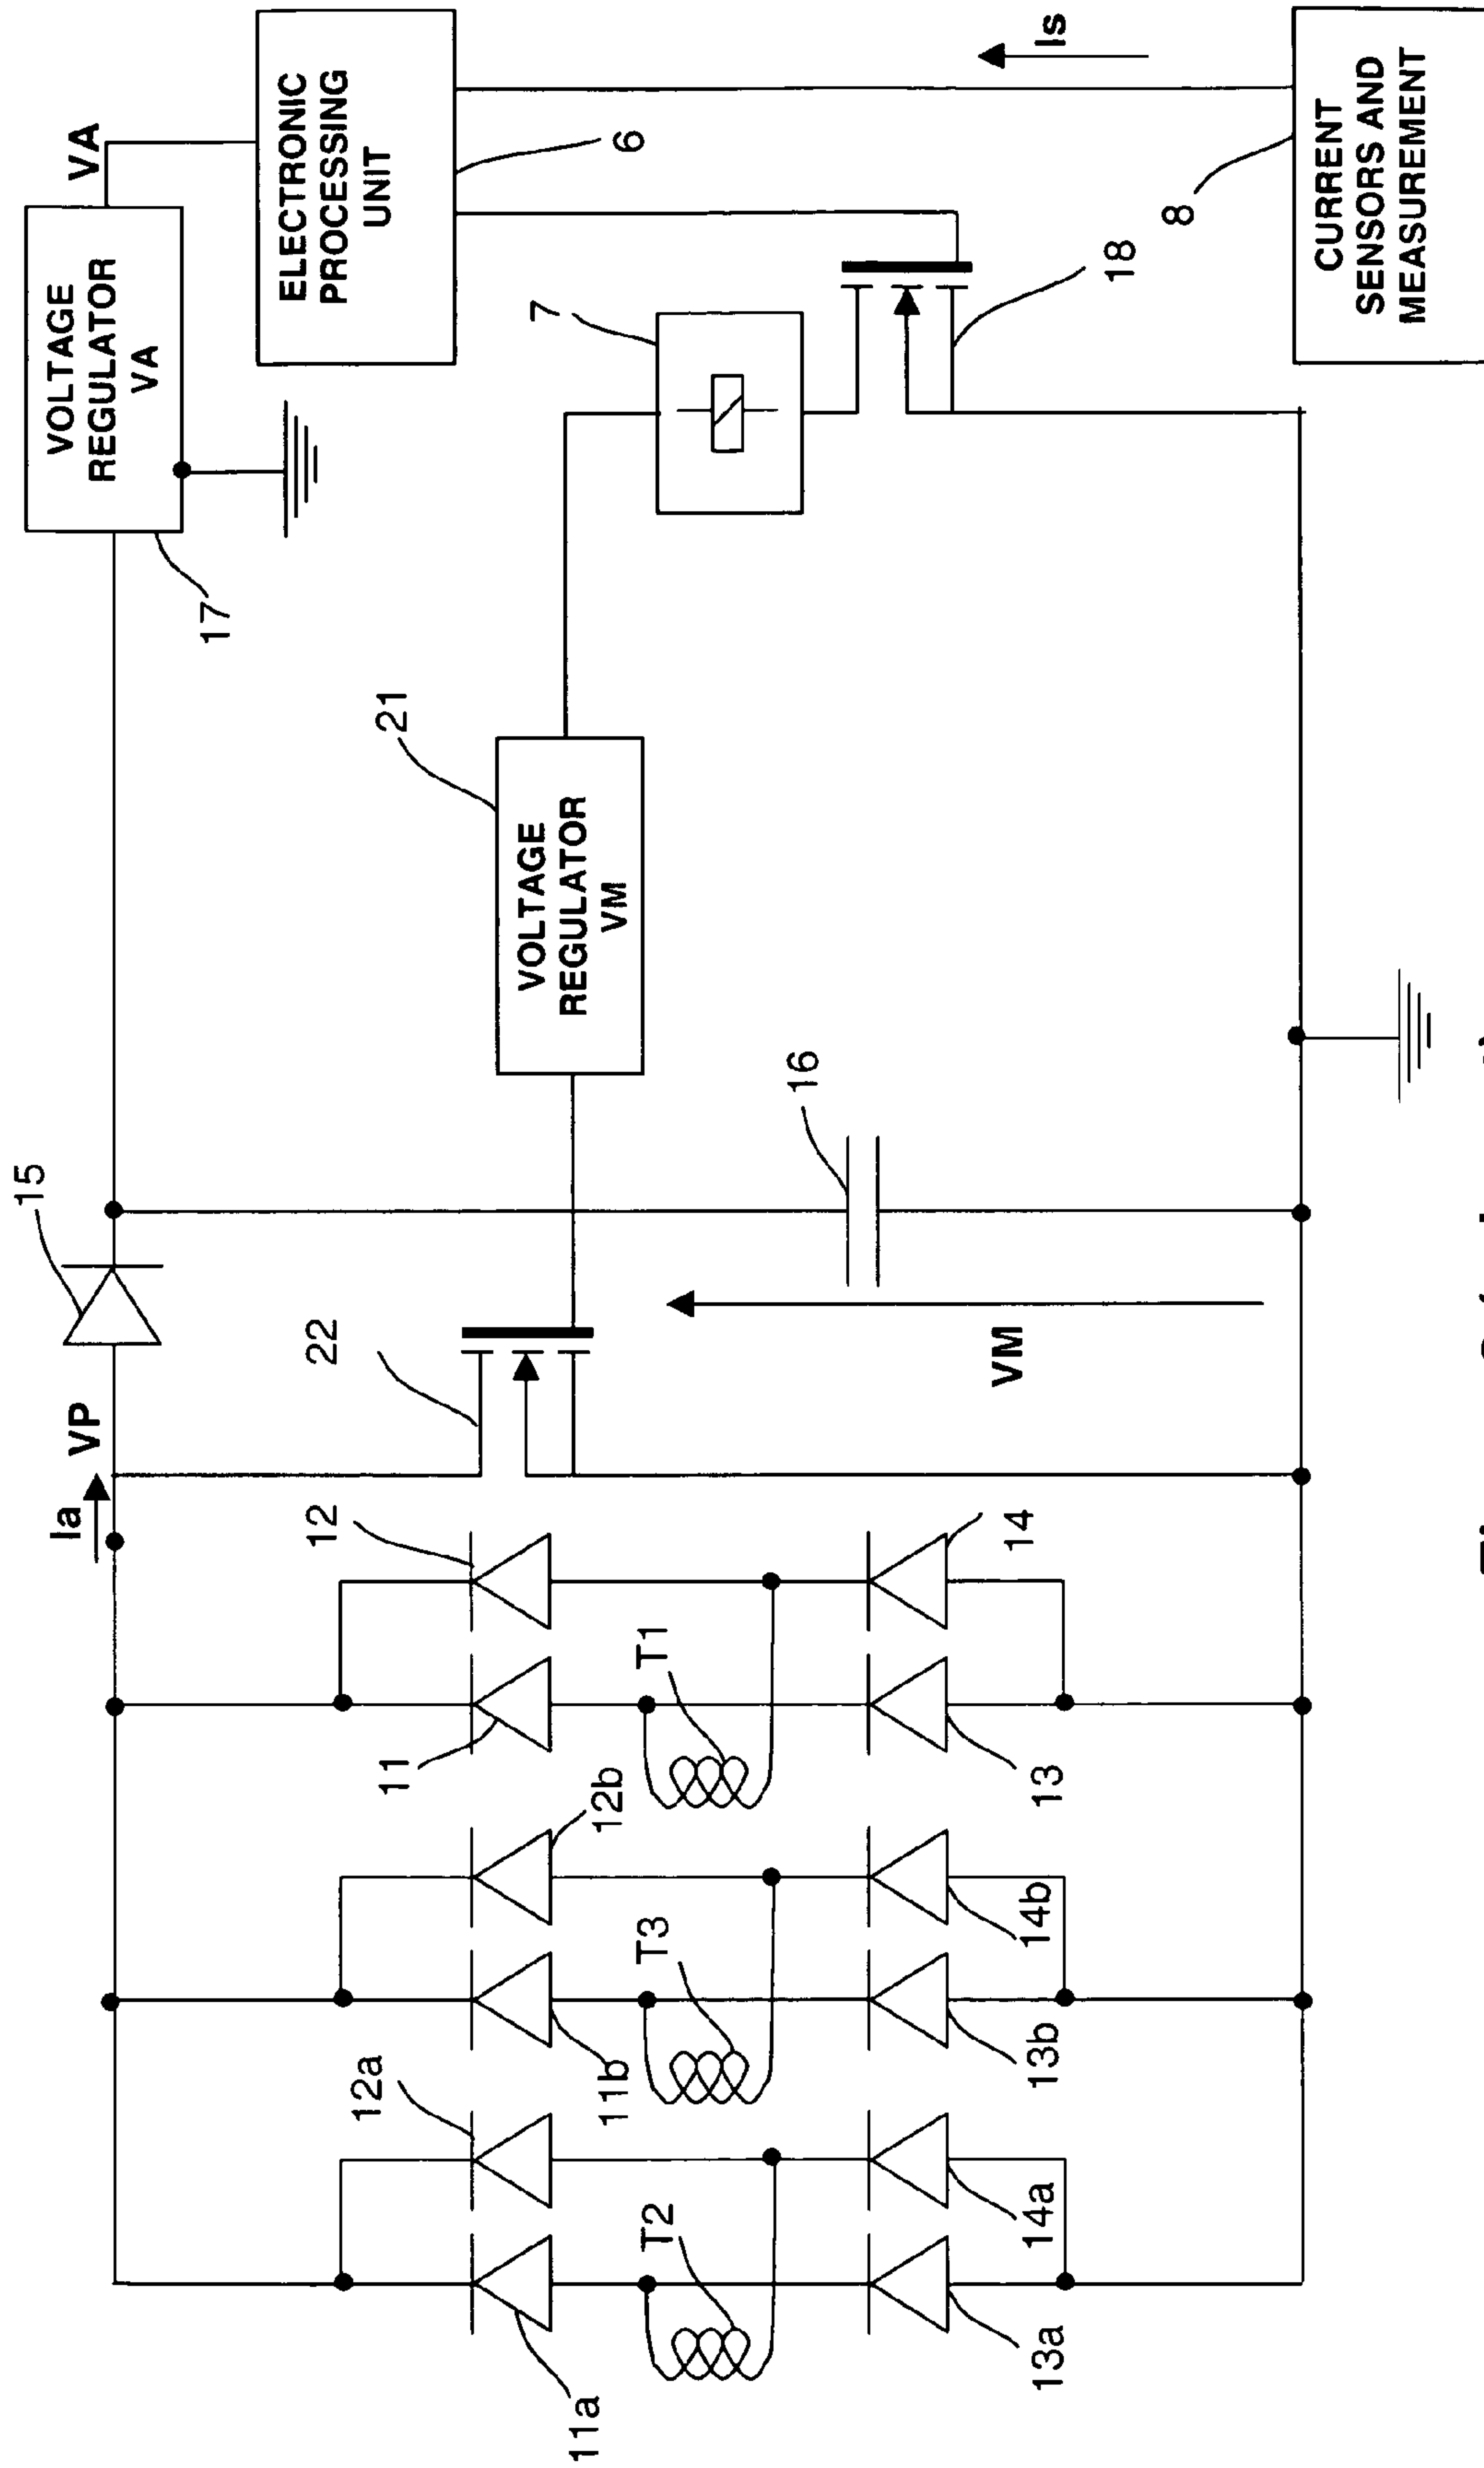 Ia
VP
15
VOLTAGE
REGULATOR
VA
VA
17
ELECTRONIC
PROCESSING
UNIT
6
11a
12a
11b
12b
11
12
22
21
VOLTAGE
REGULATOR
VM
7
T2
T3
T1
16
18
Is
VM
13a
14a
13b
14b
13
14
8
CURRENT
SENSORS AND
MEASUREMENT